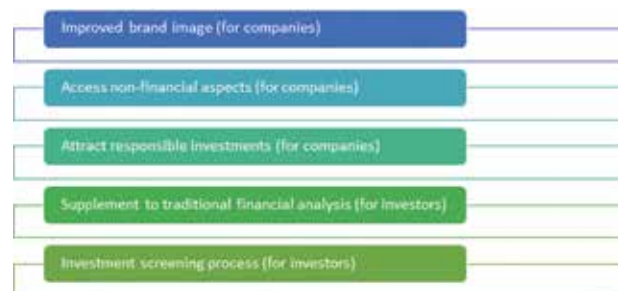 Improved brand image (for companies)
Access non-financial aspects (for companies)
Attract responsible investments (for companies)
Supplement to traditional financial analysis (for investors)
Investment screening process (for investors)